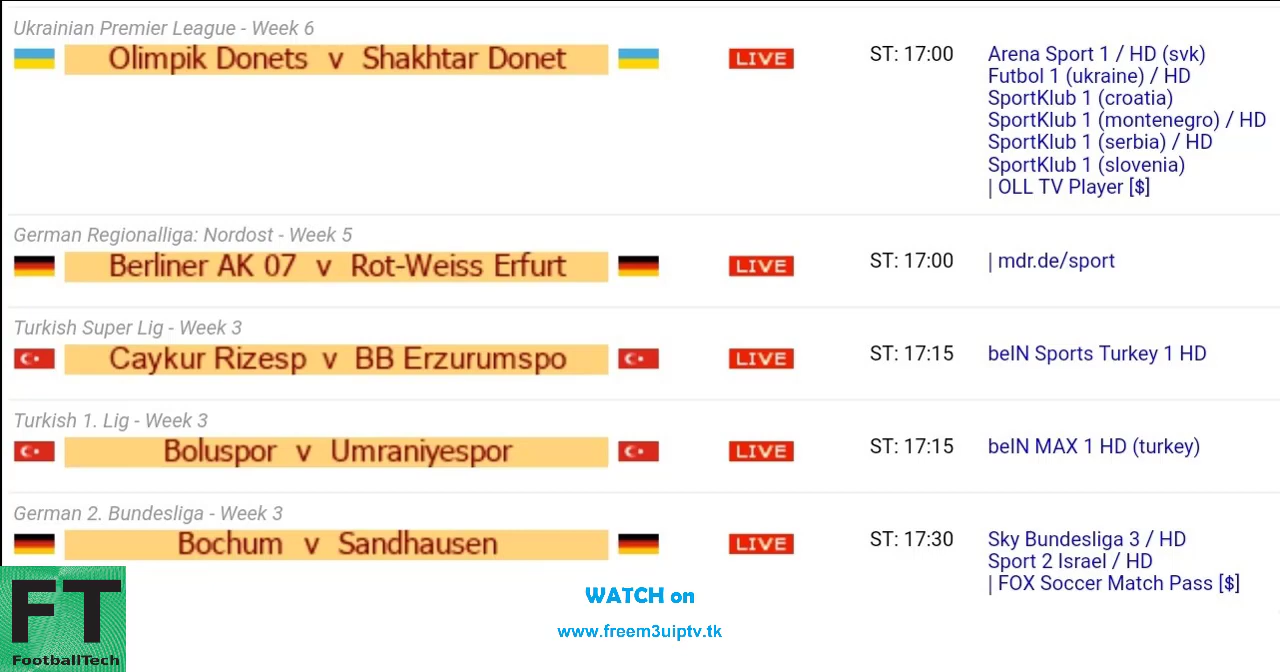 Ukrainian Premier League - Week 6
Olimpik Donets v Shakhtar Donet
LIVE
ST: 17:00
Arena Sport 1 / HD (svk)
Futbol 1 (ukraine) / HD
SportKlub 1 (croatia)
SportKlub 1 (montenegro) / HD
SportKlub 1 (serbia) / HD
SportKlub 1 (slovenia)
| OLL TV Player [$]
German Regionalliga: Nordost - Week 5
Berliner AK 07 v Rot-Weiss Erfurt
LIVE
ST: 17:00
| mdr.de/sport
Turkish Super Lig - Week 3
Caykur Rizesp v BB Erzurumspo
LIVE
ST: 17:15
beIN Sports Turkey 1 HD
Turkish 1. Lig - Week 3
Boluspor v Umraniyespor
LIVE
ST: 17:15
beIN MAX 1 HD (turkey)
German 2. Bundesliga - Week 3
Bochum v Sandhausen
LIVE
ST: 17:30
Sky Bundesliga 3 / HD
Sport 2 Israel / HD
| FOX Soccer Match Pass [$]
FT
FootballTech
WATCH on
www.freem3uiptv.tk